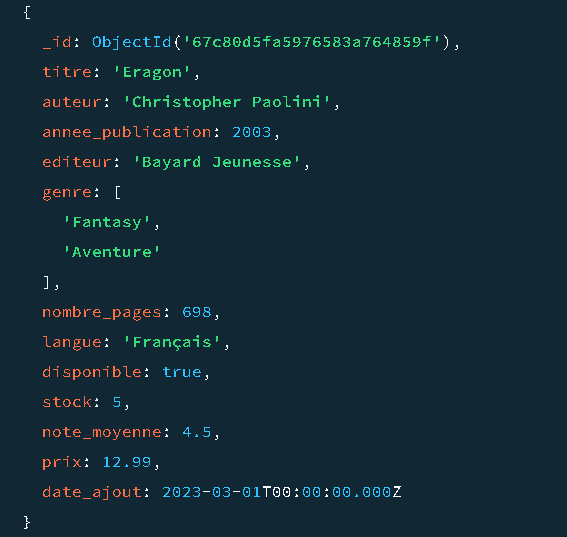 {
_id: ObjectId('67c80d5fa5976583a764859f'),
titre: 'Eragon',
auteur: 'Christopher Paolini',
annee_publication: 2003,
editeur: 'Bayard Jeunesse',
genre: [
'Fantasy',
'Aventure'
],
nombre_pages: 698,
langue: 'Français',
disponible: true,
stock: 5,
note_moyenne: 4.5,
prix: 12.99,
date_ajout: 2023-03-01T00:00:00.000Z
}